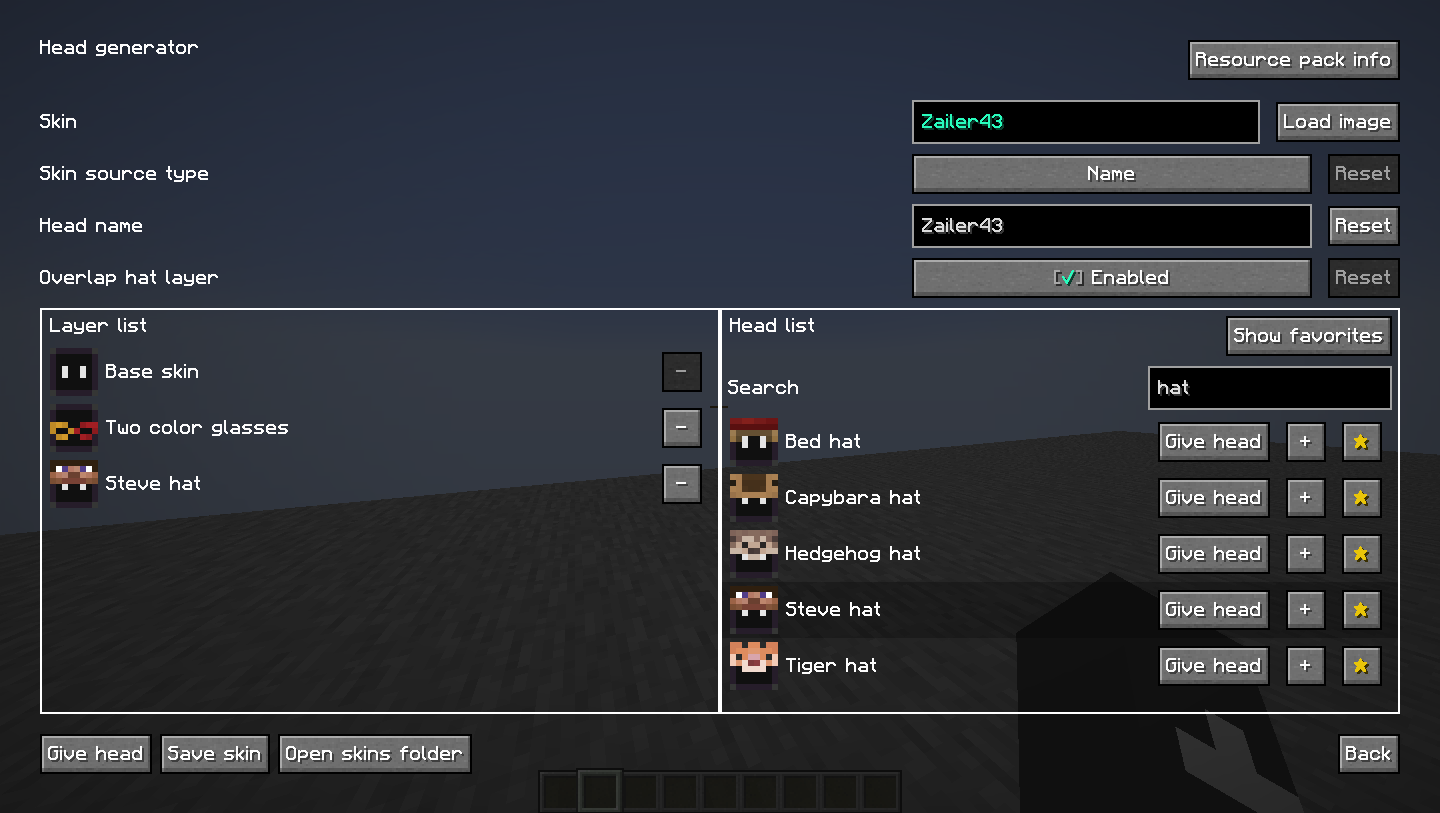 Head generator
Resource pack info
Skin
Zailer43
Load image
Skin source type
Name
Reset
Head name
Zailer43
Reset
Overlap hat layer
[✓] Enabled
Reset
Layer list
Base skin
-
Two color glasses
-
Steve hat
-
Head list
Show favorites
Search
hat
Bed hat
Give head
+
★
Capybara hat
Give head
+
★
Hedgehog hat
Give head
+
★
Steve hat
Give head
+
★
Tiger hat
Give head
+
★
Give head
Save skin
Open skins folder
Back